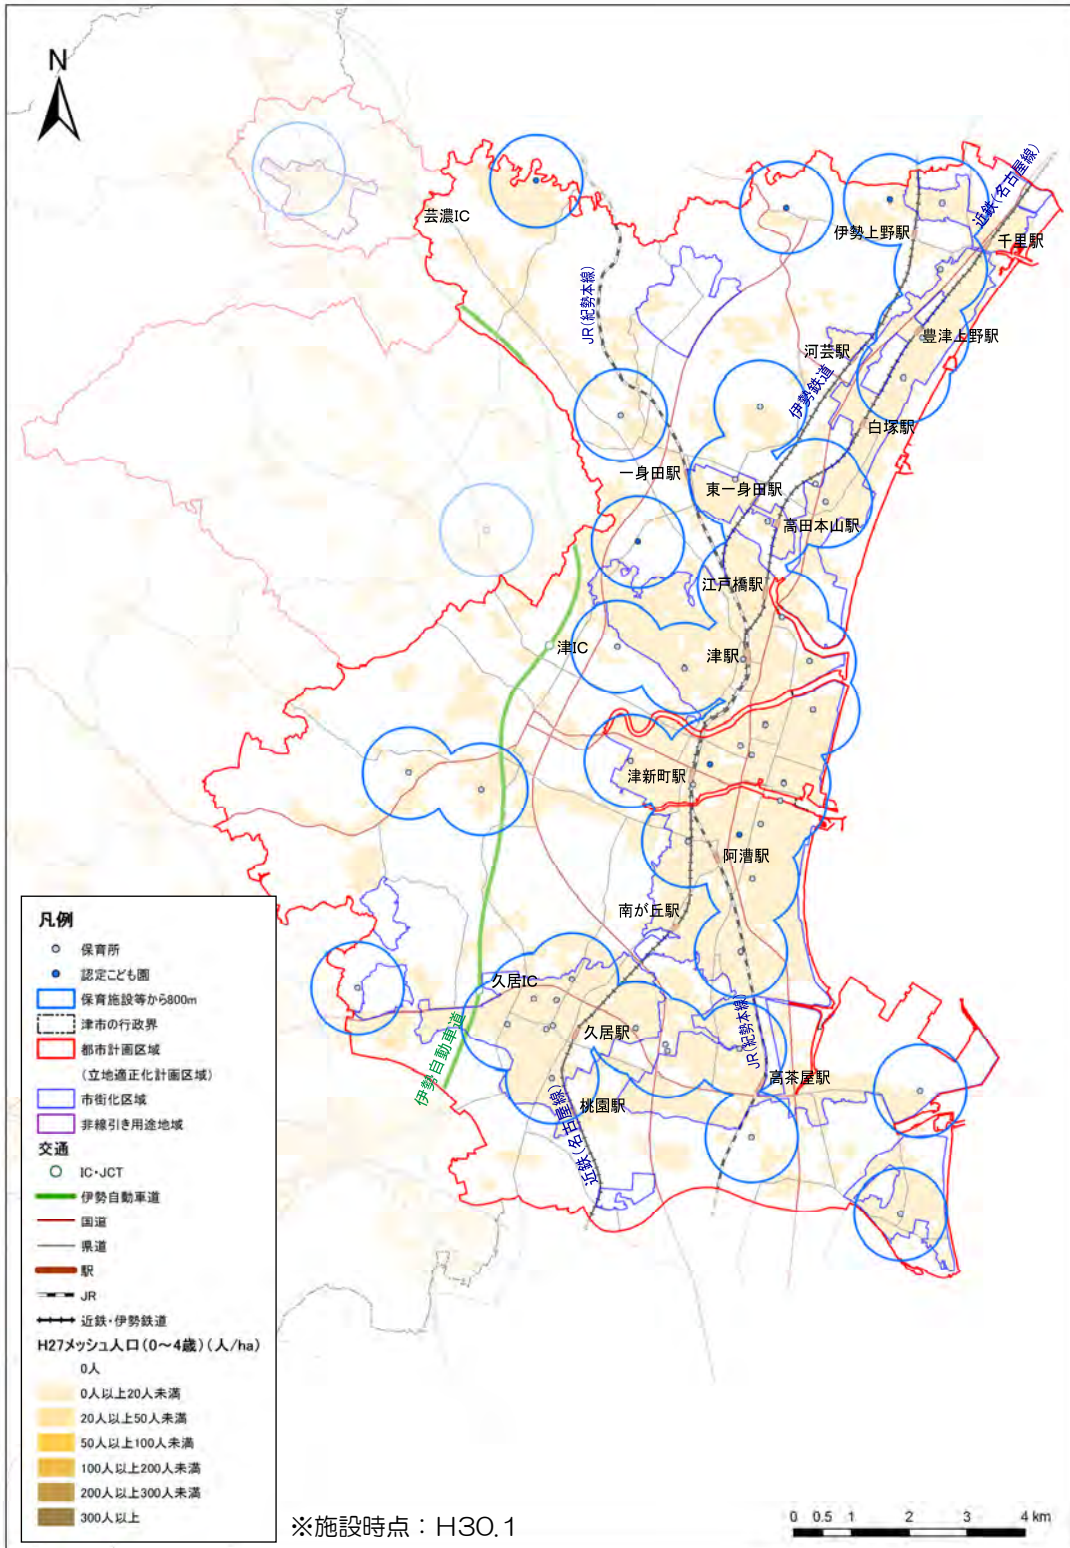 N
芸濃IC
JR(紀勢本線)
伊勢上野駅
近鉄(名古屋線)
千里駅
豊津上野駅
河芸駅
伊勢鉄道
白塚駅
一身田駅
東一身田駅
高田本山駅
江戸橋駅
津IC
津駅
津新町駅
阿漕駅
南が丘駅
久居IC
久居駅
伊勢自動車道
JR(紀勢本線)
高茶屋駅
桃園駅
近鉄(名古屋線)
凡例
保育所
認定こども園
保育施設等から800m
津市の行政界
都市計画区域
(立地適正化計画区域)
市街化区域
非線引き用途地域
交通
IC・JCT
伊勢自動車道
国道
県道
駅
JR
近鉄・伊勢鉄道
H27メッシュ人口(0～4歳)(人/ha)
0人
0人以上20人未満
20人以上50人未満
50人以上100人未満
100人以上200人未満
200人以上300人未満
300人以上
※施設時点：H30.1
0 0.5 1 2 3 4 km